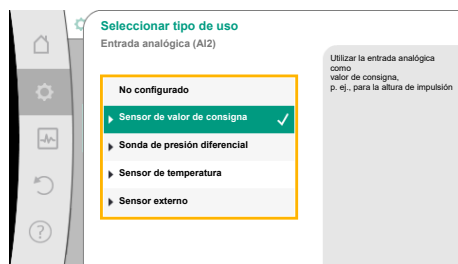 Seleccionar tipo de uso
Entrada analógica (AI2)
No configurado
Sensor de valor de consigna
Sonda de presión diferencial
Sensor de temperatura
Sensor externo
Utilizar la entrada analógica
como
valor de consigna,
p. ej., para la altura de impulsión